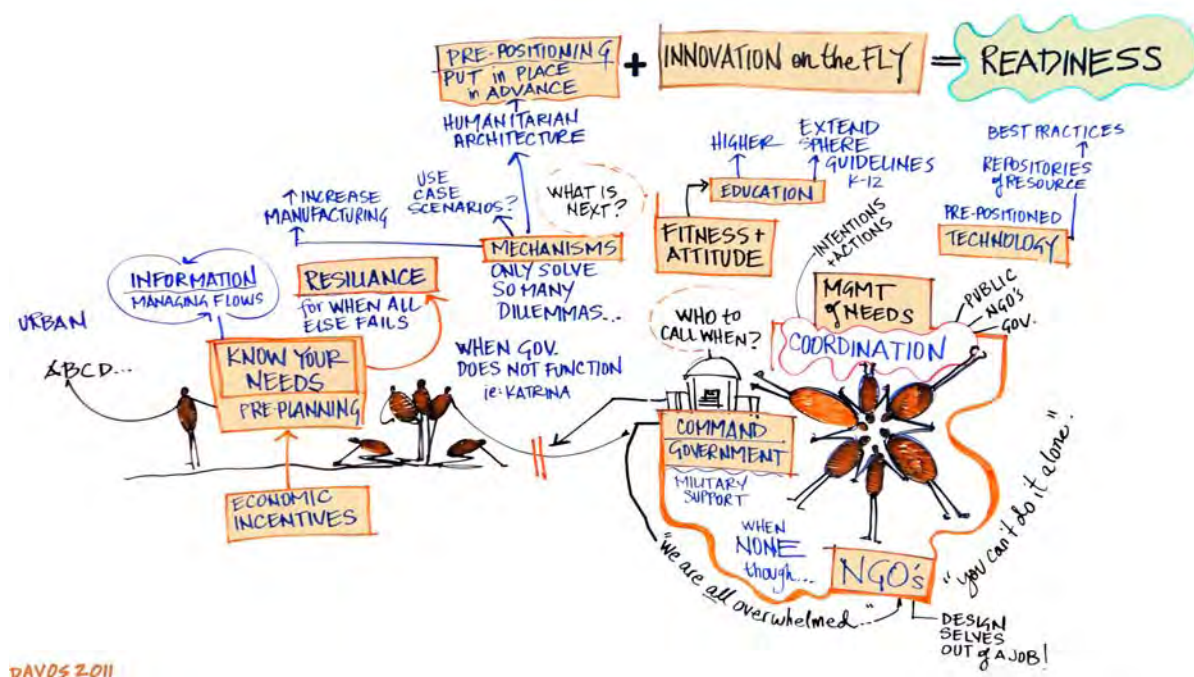 PRE-POSITIONING
PUT in PLACE
in ADVANCE
+
INNOVATION on the FLY
=
READINESS
HUMANITARIAN
ARCHITECTURE
HIGHER
EXTEND
SPHERE
GUIDELINES
K-12
EDUCATION
BEST PRACTICES
REPOSITORIES
of RESOURCE
PRE-POSITIONED
TECHNOLOGY
INCREASE
MANUFACTURING
USE
CASE
SCENARIOS?
WHAT IS
NEXT?
FITNESS +
ATTITUDE
INTENTIONS
+ ACTIONS
MECHANISMS
ONLY SOLVE
SO MANY
DILLEMMAS...
INFORMATION
MANAGING FLOWS
RESILIANCE
for WHEN ALL
ELSE FAILS
MGMT
of NEEDS
COORDINATION
PUBLIC
NGO's
GOV.
URBAN
&BCD...
KNOW YOUR
NEEDS
PRE-PLANNING
WHEN GOV.
DOES NOT FUNCTION
ie: KATRINA
WHO to
CALL WHEN?
COMMAND
GOVERNMENT
MILITARY
SUPPORT
ECONOMIC
INCENTIVES
WHEN
NONE
though...
NGO's
"We are all overwhelmed..."
"you can't do it alone."
DESIGN
SELVES
OUT of A JOB!
DAVOS 2011